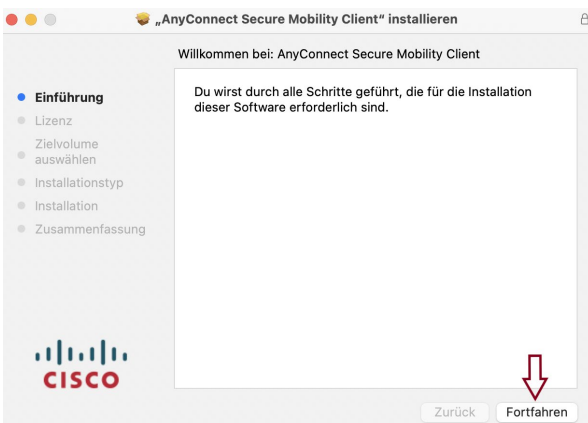 „AnyConnect Secure Mobility Client“ installieren
Willkommen bei: AnyConnect Secure Mobility Client
Einführung
Lizenz
Zielvolume
auswählen
Installationstyp
Installation
Zusammenfassung
Du wirst durch alle Schritte geführt, die für die Installation
dieser Software erforderlich sind.
CISCO
Zurück
Fortfahren